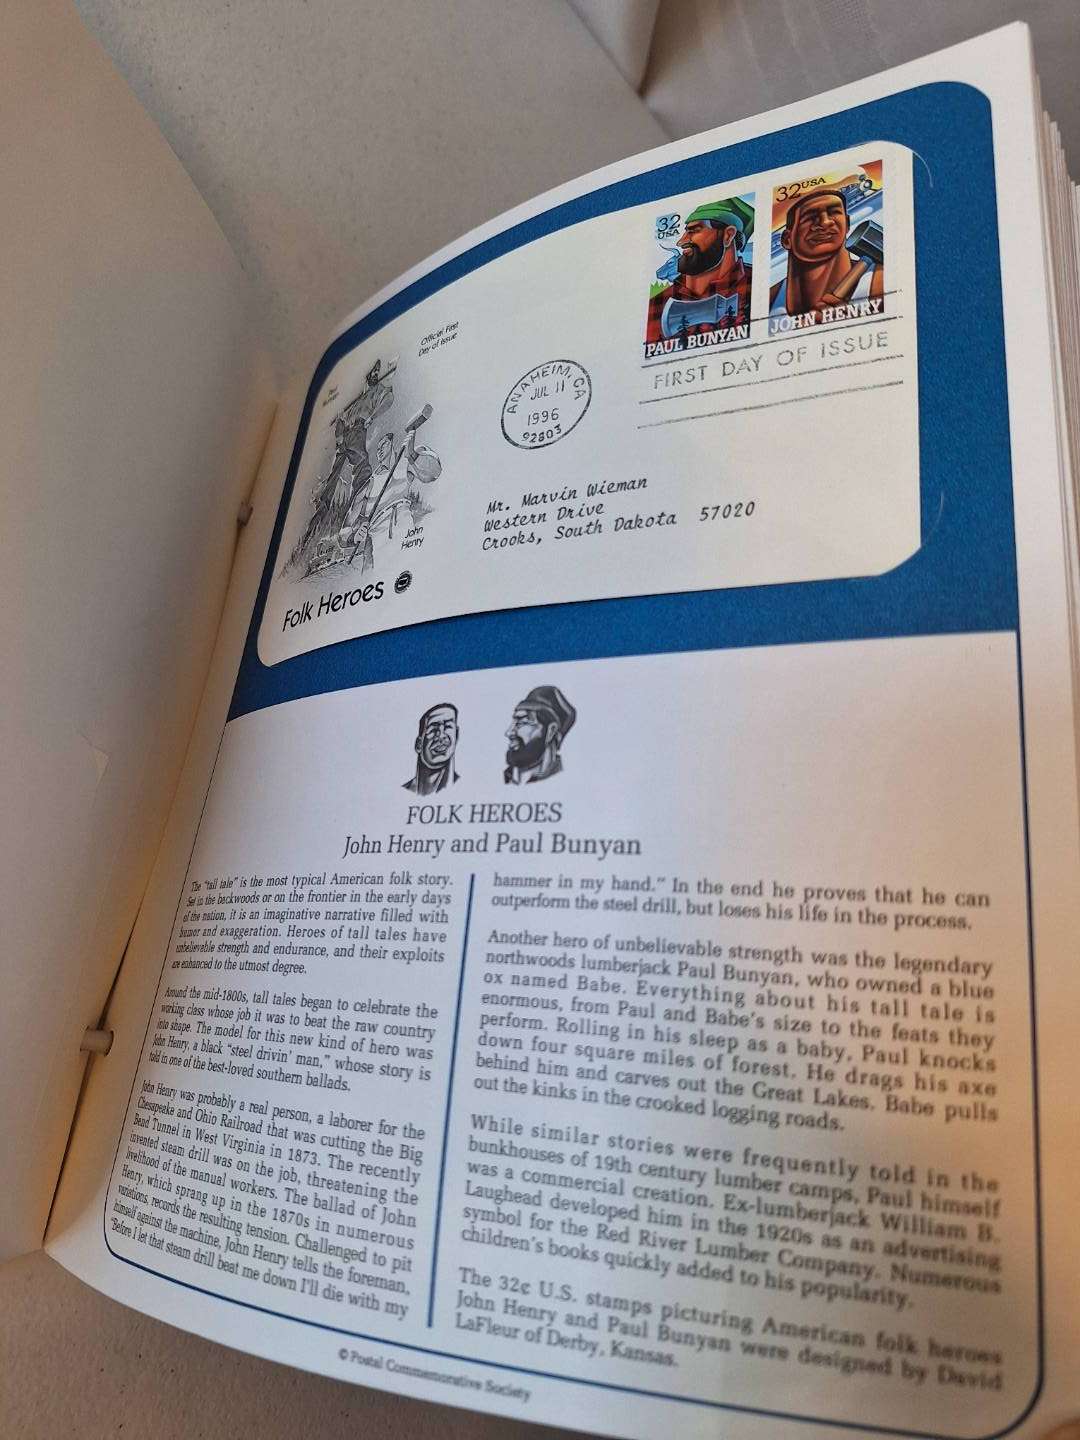 32 USA
PAUL BUNYAN
32 USA
JOHN HENRY
FIRST DAY OF ISSUE
Official First
Day of Issue
Paul
Bunyan
ANAHEIM, CA
JUL 11
1996
92803
Mr. Marvin Wieman
Western Drive
Crooks, South Dakota 57020
John
Henry
Folk Heroes
FOLK HEROES
John Henry and Paul Bunyan
The "tall tale" is the most typical American folk story.
Set in the backwoods or on the frontier in the early days
of the nation, it is an imaginative narrative filled with
humor and exaggeration. Heroes of tall tales have
unbelievable strength and endurance, and their exploits
are enhanced to the utmost degree.
Around the mid-1800s, tall tales began to celebrate the
working class whose job it was to beat the raw country
into shape. The model for this new kind of hero was
John Henry, a black "steel drivin' man," whose story is
told in one of the best-loved southern ballads.
John Henry was probably a real person, a laborer for the
Chesapeake and Ohio Railroad that was cutting the Big
Bend Tunnel in West Virginia in 1873. The recently
invented steam drill was on the job, threatening the
livelihood of the manual workers. The ballad of John
Henry, which sprang up in the 1870s in numerous
variations, records the resulting tension. Challenged to pit
himself against the machine, John Henry tells the foreman,
"Before I let that steam drill beat me down I'll die with my
hammer in my hand." In the end he proves that he can
outperform the steel drill, but loses his life in the process.
Another hero of unbelievable strength was the legendary
northwoods lumberjack Paul Bunyan, who owned a blue
ox named Babe. Everything about his tall tale is
enormous, from Paul and Babe's size to the feats they
perform. Rolling in his sleep as a baby, Paul knocks
down four square miles of forest. He drags his axe
behind him and carves out the Great Lakes. Babe pulls
out the kinks in the crooked logging roads.
While similar stories were frequently told in the
bunkhouses of 19th century lumber camps, Paul himself
was a commercial creation. Ex-lumberjack William B.
Laughead developed him in the 1920s as an advertising
symbol for the Red River Lumber Company. Numerous
children's books quickly added to his popularity.
The 32¢ U.S. stamps picturing American folk heroes
John Henry and Paul Bunyan were designed by David
LaFleur of Derby, Kansas.
© Postal Commemorative Society